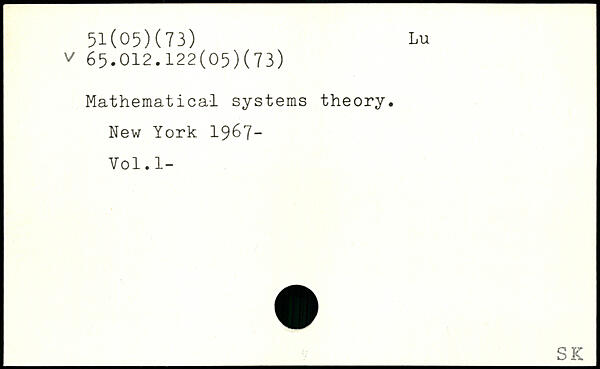 51(05)(73) Lu
v 65.012.122(05)(73)
Mathematical systems theory.
New York 1967-
Vol.1-
SK